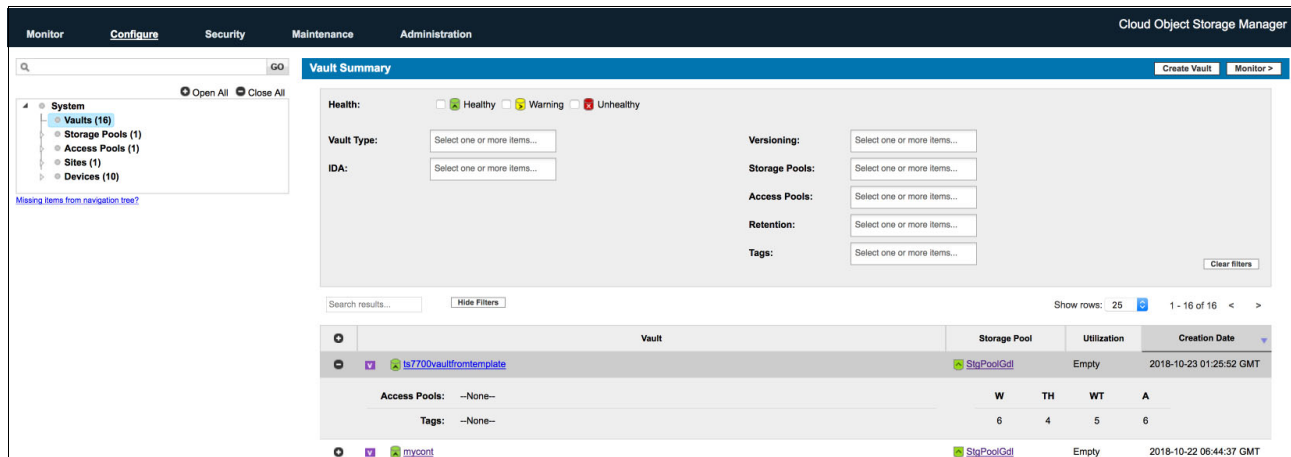 Cloud Object Storage Manager
Monitor Configure Security Maintenance Administration
GO
Vault Summary
Create Vault Monitor >
Open All Close All
System
Vaults (16)
Storage Pools (1)
Access Pools (1)
Sites (1)
Devices (10)
Missing items from navigation tree?
Health: Healthy Warning Unhealthy
Vault Type: Select one or more items... Versioning: Select one or more items...
IDA: Select one or more items... Storage Pools: Select one or more items...
Access Pools: Select one or more items...
Retention: Select one or more items...
Tags: Select one or more items...
Clear filters
Search results... Hide Filters Show rows: 25 1 - 16 of 16 < >
Vault Storage Pool Utilization Creation Date
V ts7700vaultfromtemplate StgPoolGdl Empty 2018-10-23 01:25:52 GMT
Access Pools: --None-- W TH WT A
Tags: --None-- 6 4 5 6
V mycont StgPoolGdl Empty 2018-10-22 06:44:37 GMT